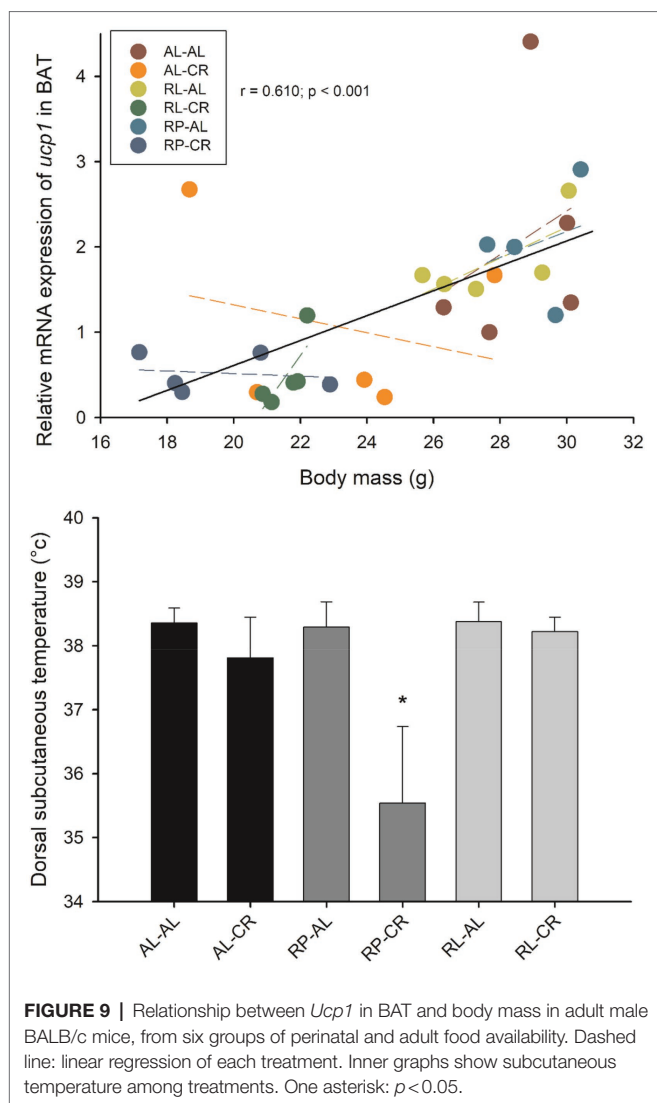 Relative mRNA expression of ucp1 in BAT
4
3
2
1
0
AL-AL
AL-CR
RL-AL
RL-CR
RP-AL
RP-CR
r = 0.610; p < 0.001
16 18 20 22 24 26 28 30 32
Body mass (g)
Dorsal subcutaneous temperature (°c)
40
39
38
37
36
35
34
*
AL-AL AL-CR RP-AL RP-CR RL-AL RL-CR
FIGURE 9 | Relationship between Ucp1 in BAT and body mass in adult male
BALB/c mice, from six groups of perinatal and adult food availability. Dashed
line: linear regression of each treatment. Inner graphs show subcutaneous
temperature among treatments. One asterisk: p<0.05.